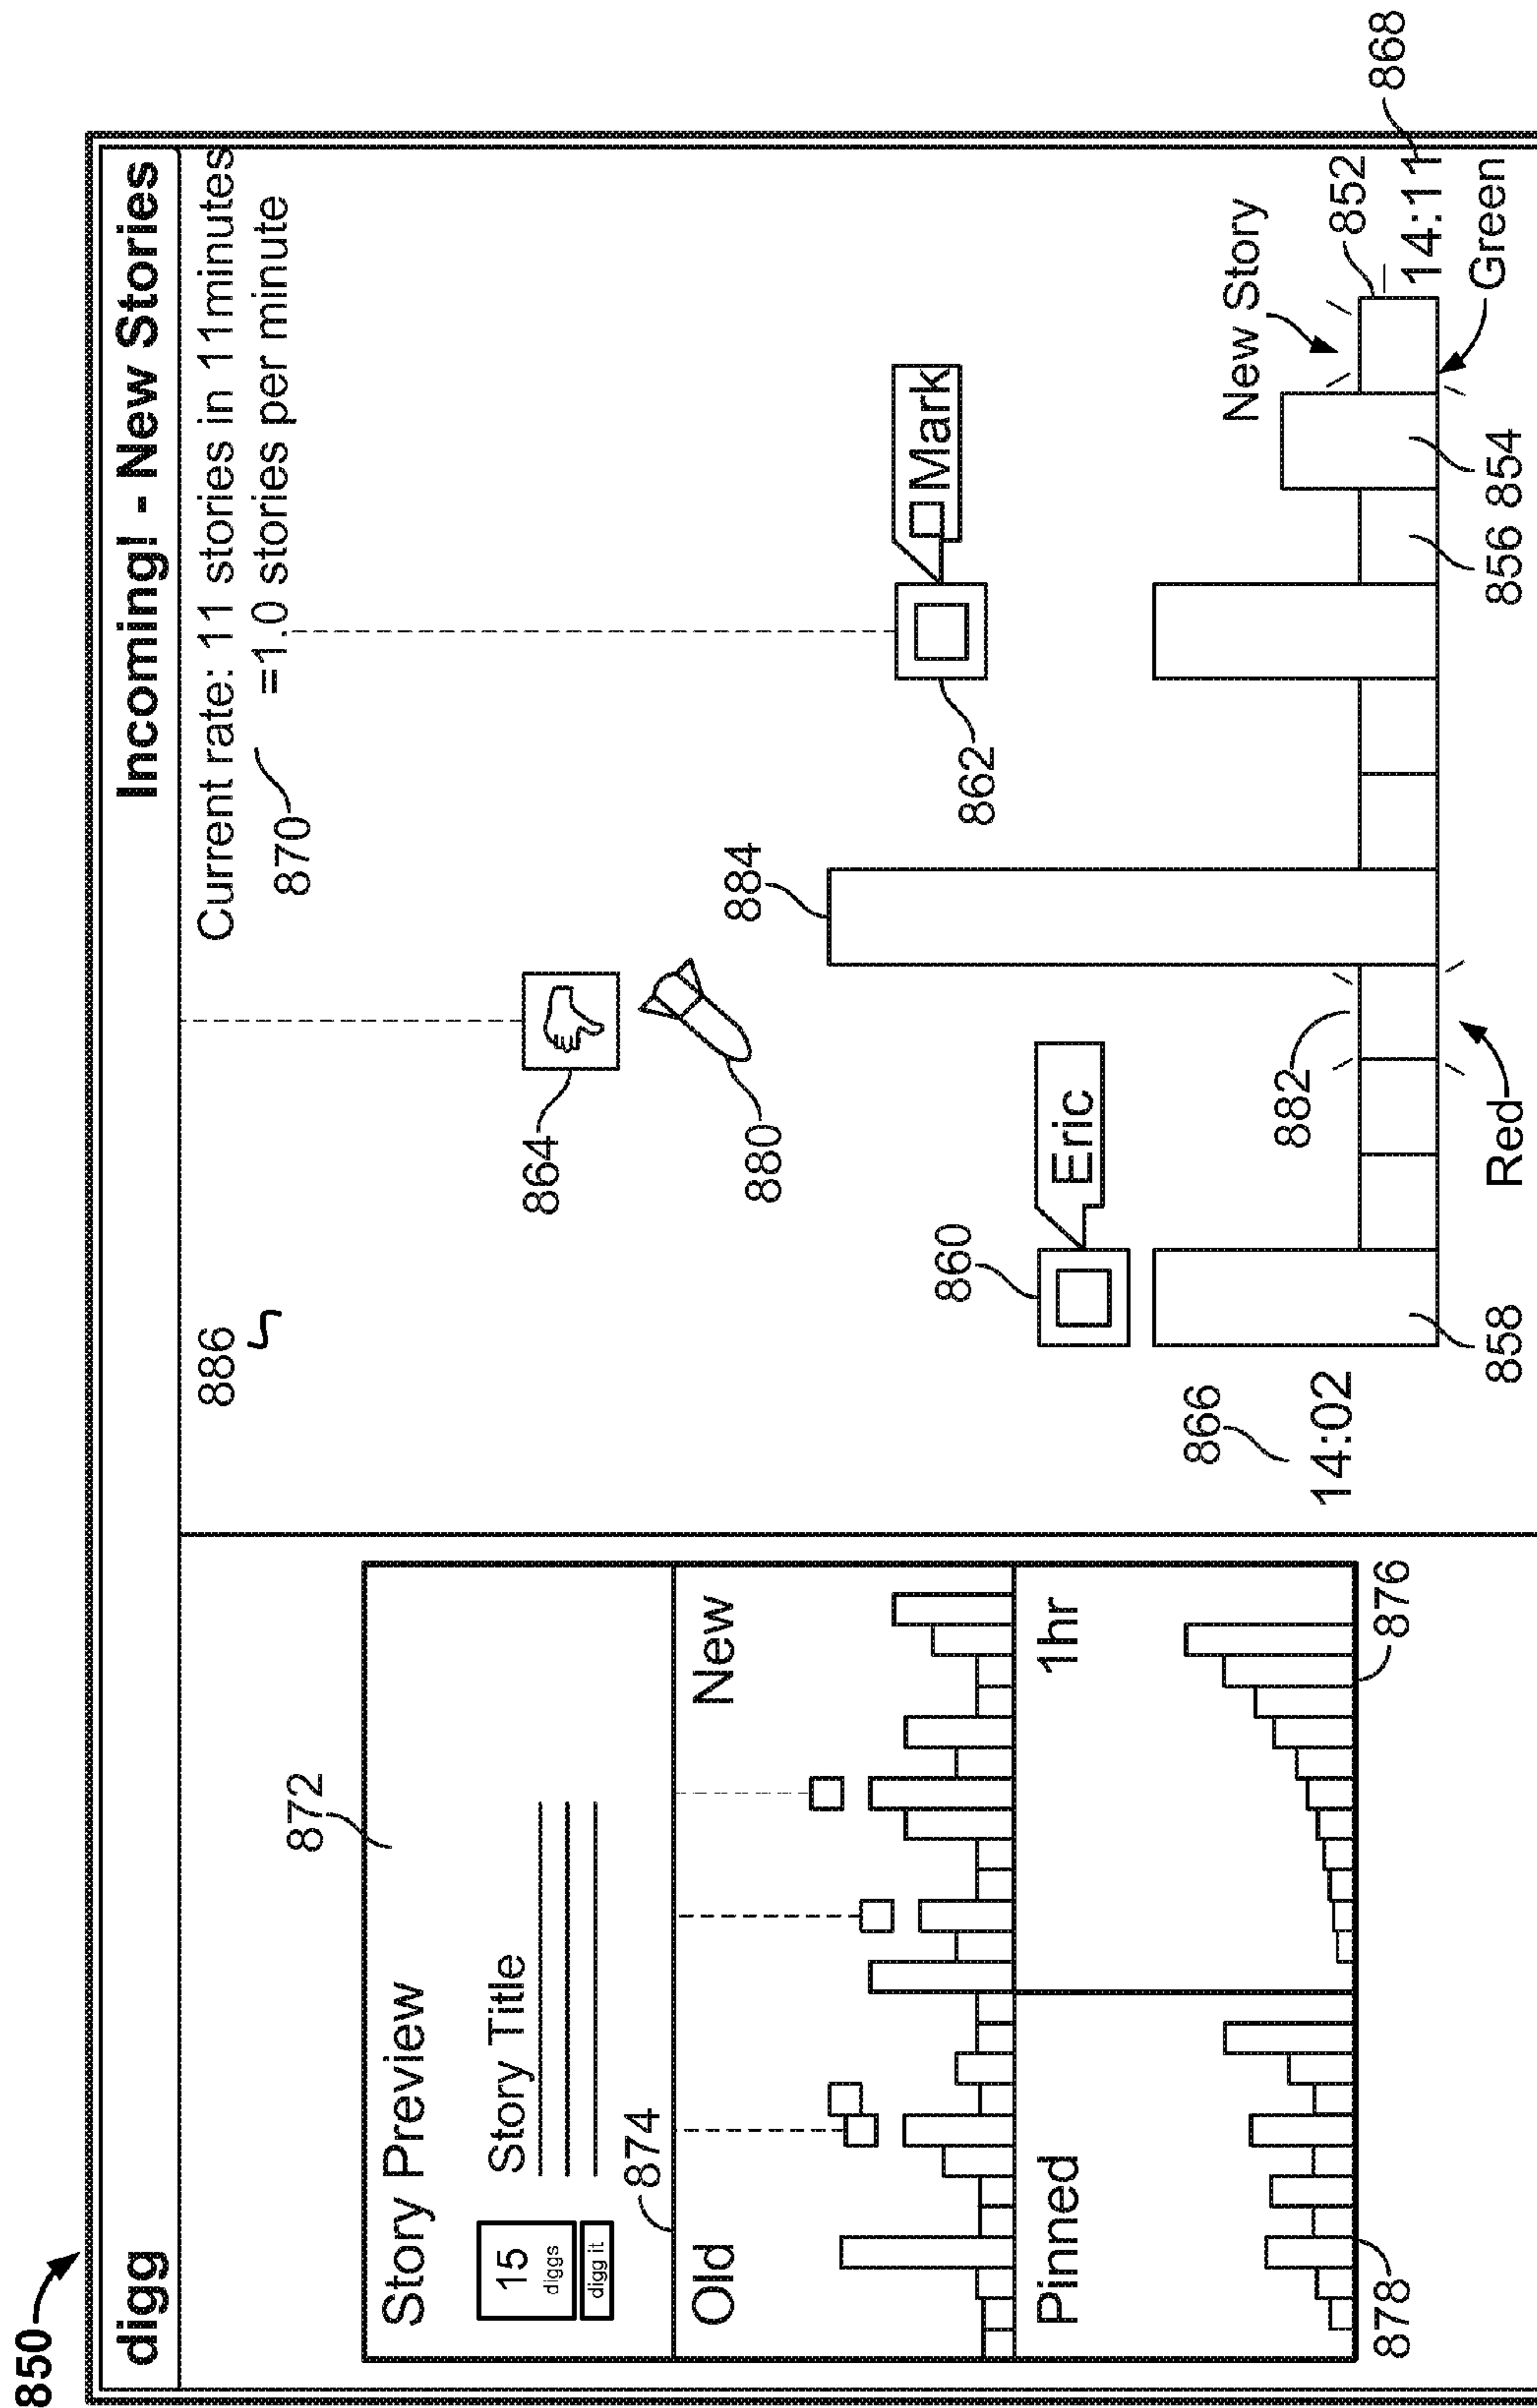 850
digg
Incoming! - New Stories
872
Story Preview
15
diggs
digg it
Story Title
874
Old
New
Pinned
1hr
878
876
886
Current rate: 11 stories in 11minutes
=1.0 stories per minute
870
864
880
884
862
Mark
860
Eric
866
14:02
882
New Story
852
14:11
868
Green
Red
858
856
854